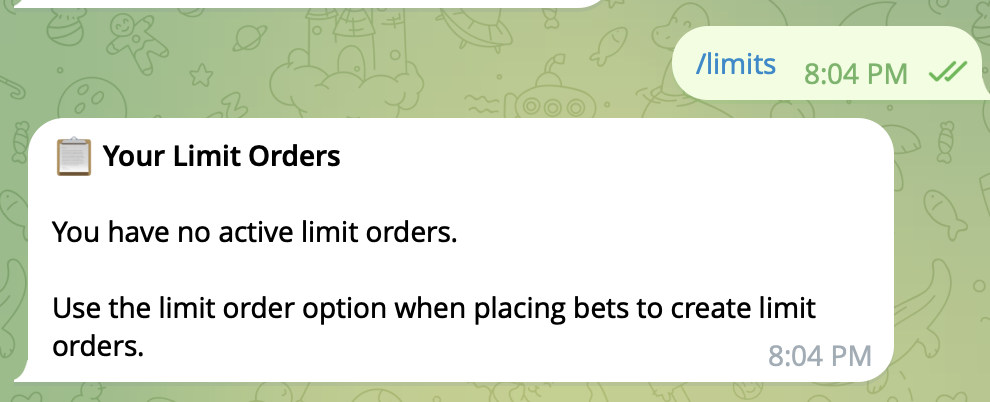 /limits
8:04 PM
Your Limit Orders
You have no active limit orders.
Use the limit order option when placing bets to create limit
orders.
8:04 PM